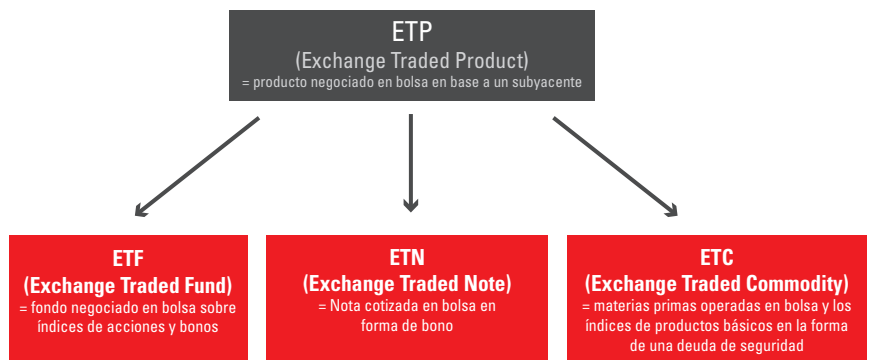 ETP
(Exchange Traded Product)
= producto negociado en bolsa en base a un subyacente
ETF
(Exchange Traded Fund)
= fondo negociado en bolsa sobre
índices de acciones y bonos
ETN
(Exchange Traded Note)
= Nota cotizada en bolsa en
forma de bono
ETC
(Exchange Traded Commodity)
= materias primas operadas en bolsa y los
índices de productos básicos en la forma
de una deuda de seguridad